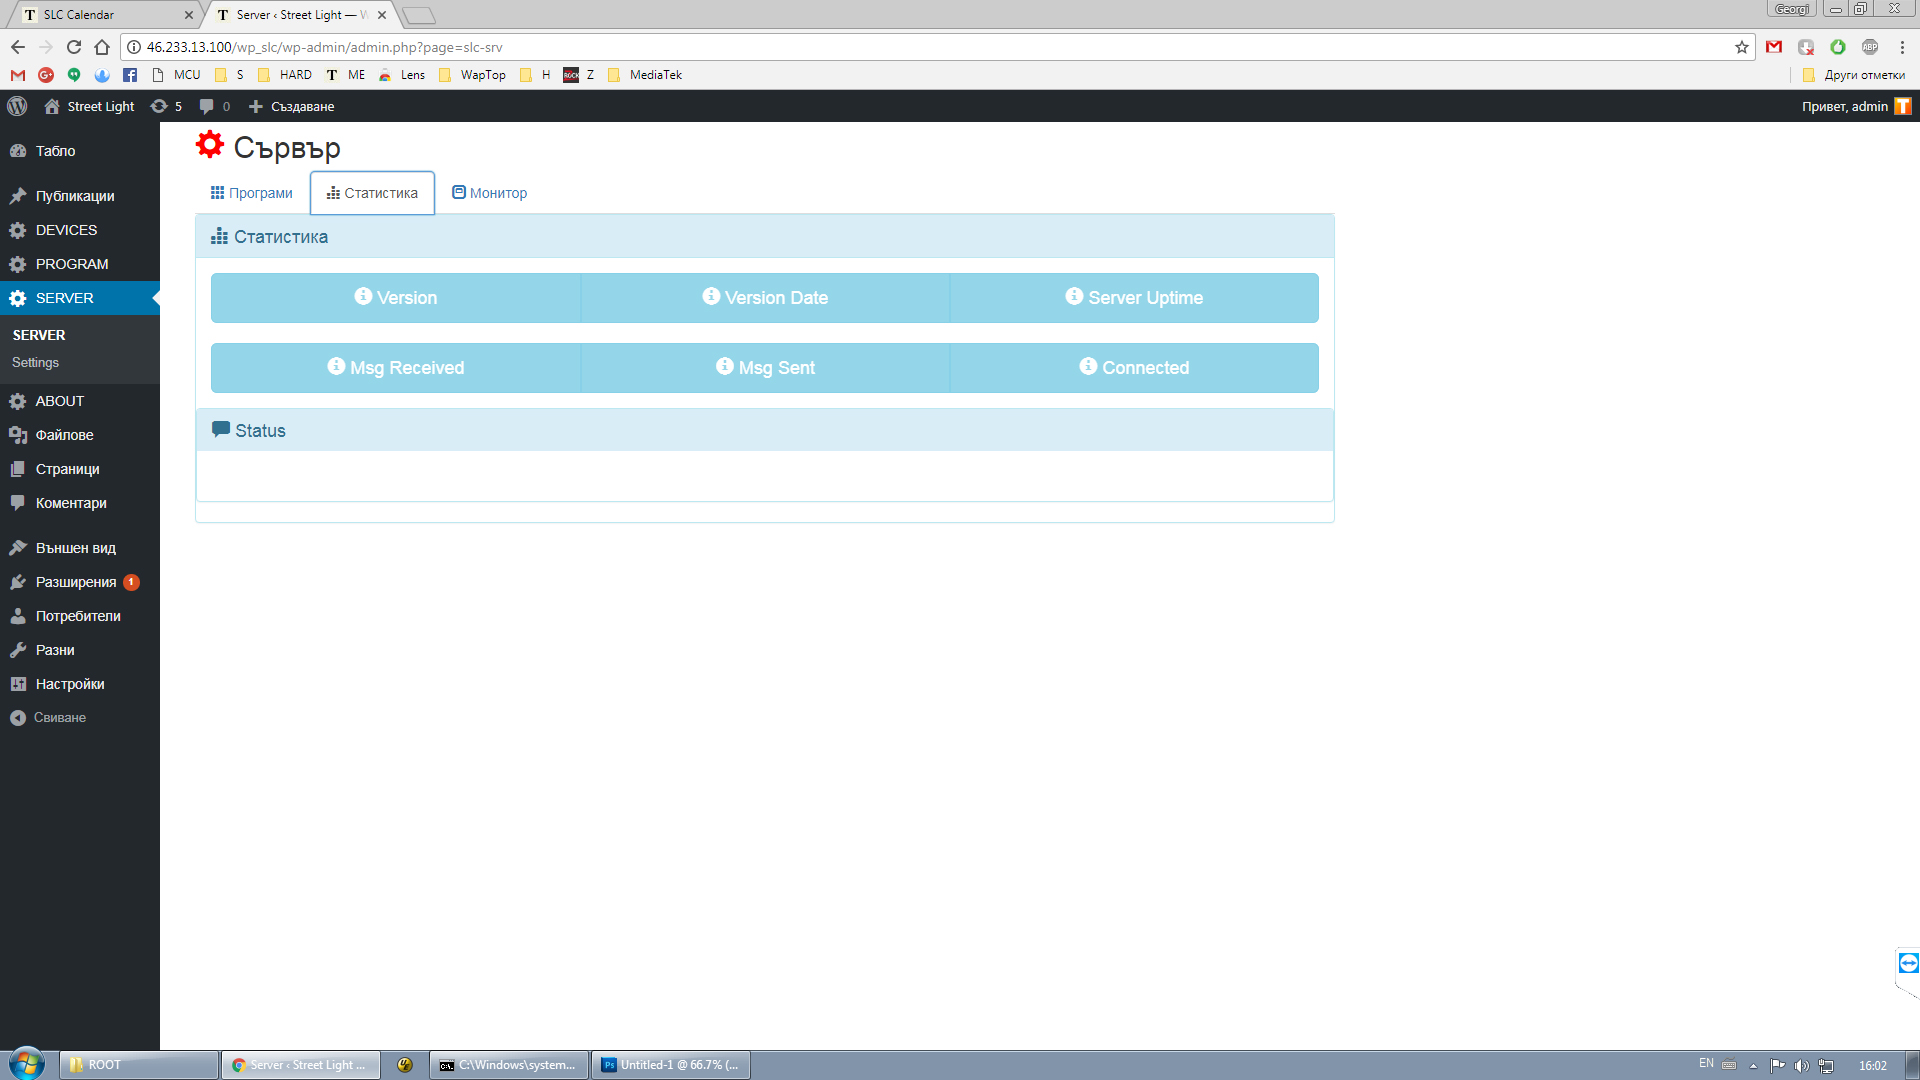 SLC Calendar
Server ‹ Street Light — W
Georgi
46.233.13.100/wp_slc/wp-admin/admin.php?page=slc-srv
ABP
MCU S HARD ME Lens WapTop H Z MediaTek Други отметки
Street Light 5 0 Създаване Привет, admin
Табло
Публикации
DEVICES
PROGRAM
SERVER
SERVER
Settings
ABOUT
Файлове
Страници
Коментари
Външен вид
Разширения 1
Потребители
Разни
Настройки
Свиване
Сървър
Програми Статистика Монитор
Статистика
Version Version Date Server Uptime
Msg Received Msg Sent Connected
Status
ROOT
Server ‹ Street Light ...
C:\Windows\system...
Ps Untitled-1 @ 66.7% (...
EN
16:02